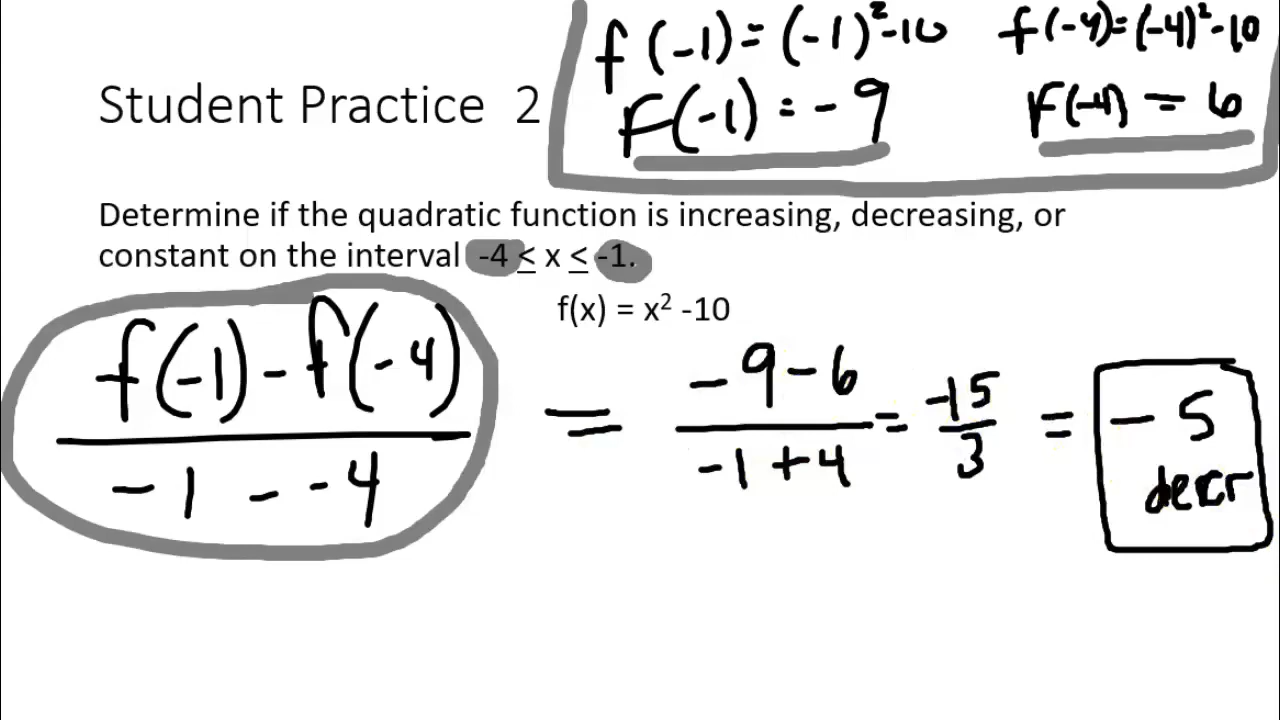 f(-1)=(-1)²-10 f(-4)=(-4)²-10
Student Practice 2
F(-1)=-9 F(-4)=6
Determine if the quadratic function is increasing, decreasing, or
constant on the interval -4 ≤ x ≤ -1.
f(x) = x² -10
f(-1)-f(-4)
-1 - -4
=
-9-6
-1+4
=
-15
3
=
-5
decr